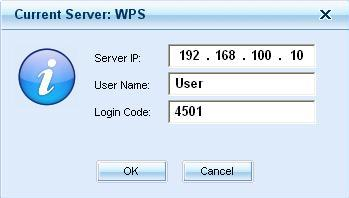 Current Server: WPS
Server IP: 192 . 168 . 100 . 10
User Name: User
Login Code: 4501
OK Cancel